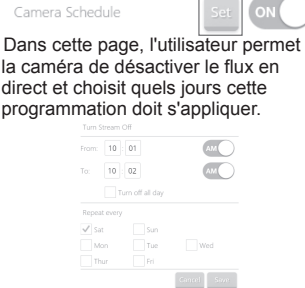 Camera Schedule Set ON
Dans cette page, l'utilisateur permet
la caméra de désactiver le flux en
direct et choisit quels jours cette
programmation doit s'appliquer.
Turn Stream Off
From: 10 01 AM
To: 10 02 AM
Turn off all day
Repeat every
Sat Sun
Mon Tue Wed
Thur Fri
Cancel Save